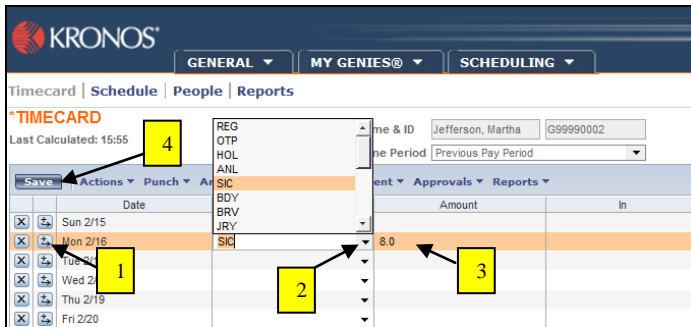 KRONOS®
GENERAL MY GENIES® SCHEDULING
Timecard | Schedule | People | Reports
*TIMECARD
Last Calculated: 15:55
4
REG
OTP
HOL
ANL
SIC
BDY
BRV
JRY
me & ID Jefferson, Martha G99990002
me Period Previous Pay Period
Save Actions Punch A ent Approvals Reports
Date Amount In
Sun 2/15
Mon 2/16 SIC 8.0
Tue 2/1
1 2 3
Wed 2/
Thu 2/19
Fri 2/20